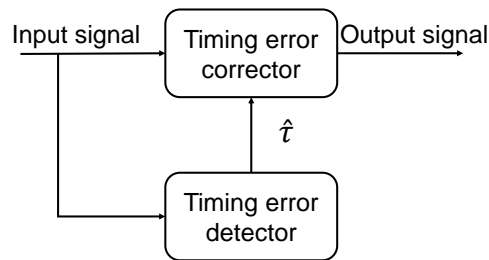 Input signal
Timing error
corrector
Output signal
τ̂
Timing error
detector